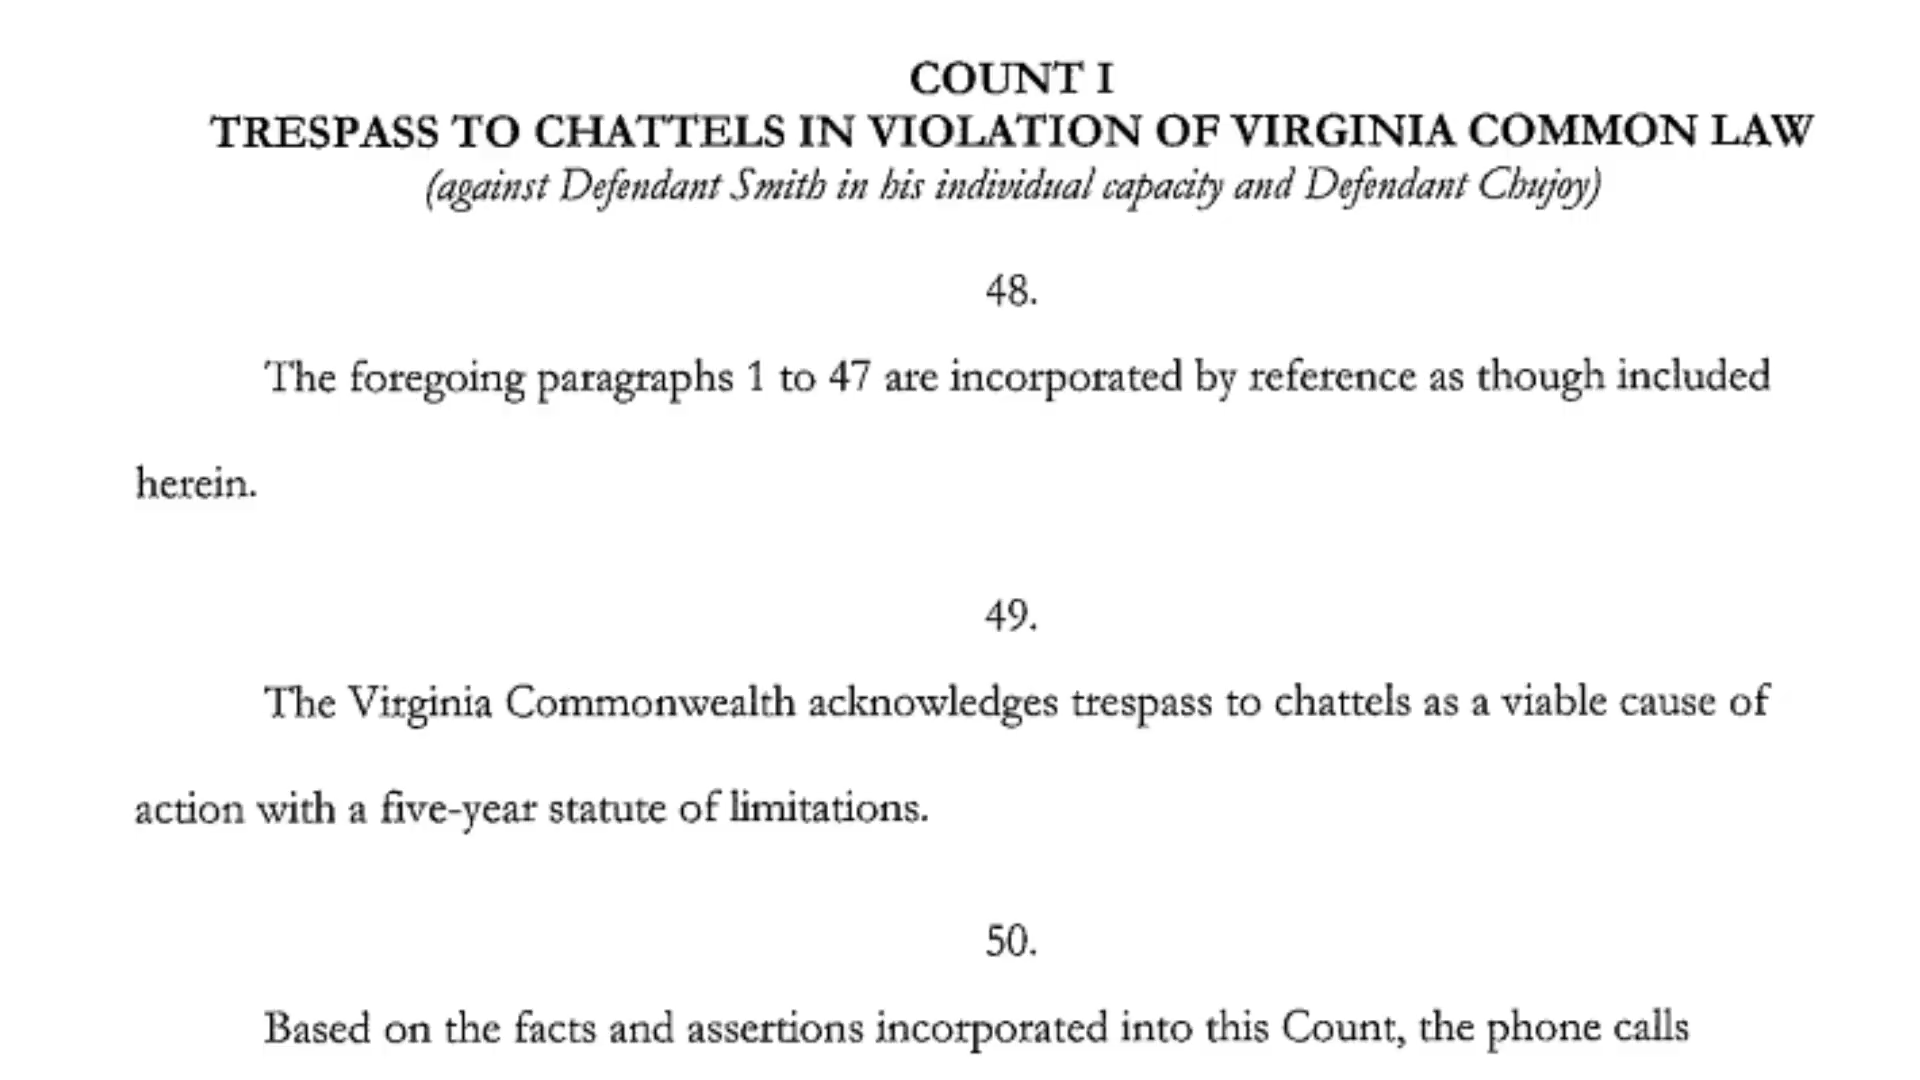 COUNT I
TRESPASS TO CHATTELS IN VIOLATION OF VIRGINIA COMMON LAW
(against Defendant Smith in his individual capacity and Defendant Chujoy)
48.
The foregoing paragraphs 1 to 47 are incorporated by reference as though included
herein.
49.
The Virginia Commonwealth acknowledges trespass to chattels as a viable cause of
action with a five-year statute of limitations.
50.
Based on the facts and assertions incorporated into this Count, the phone calls